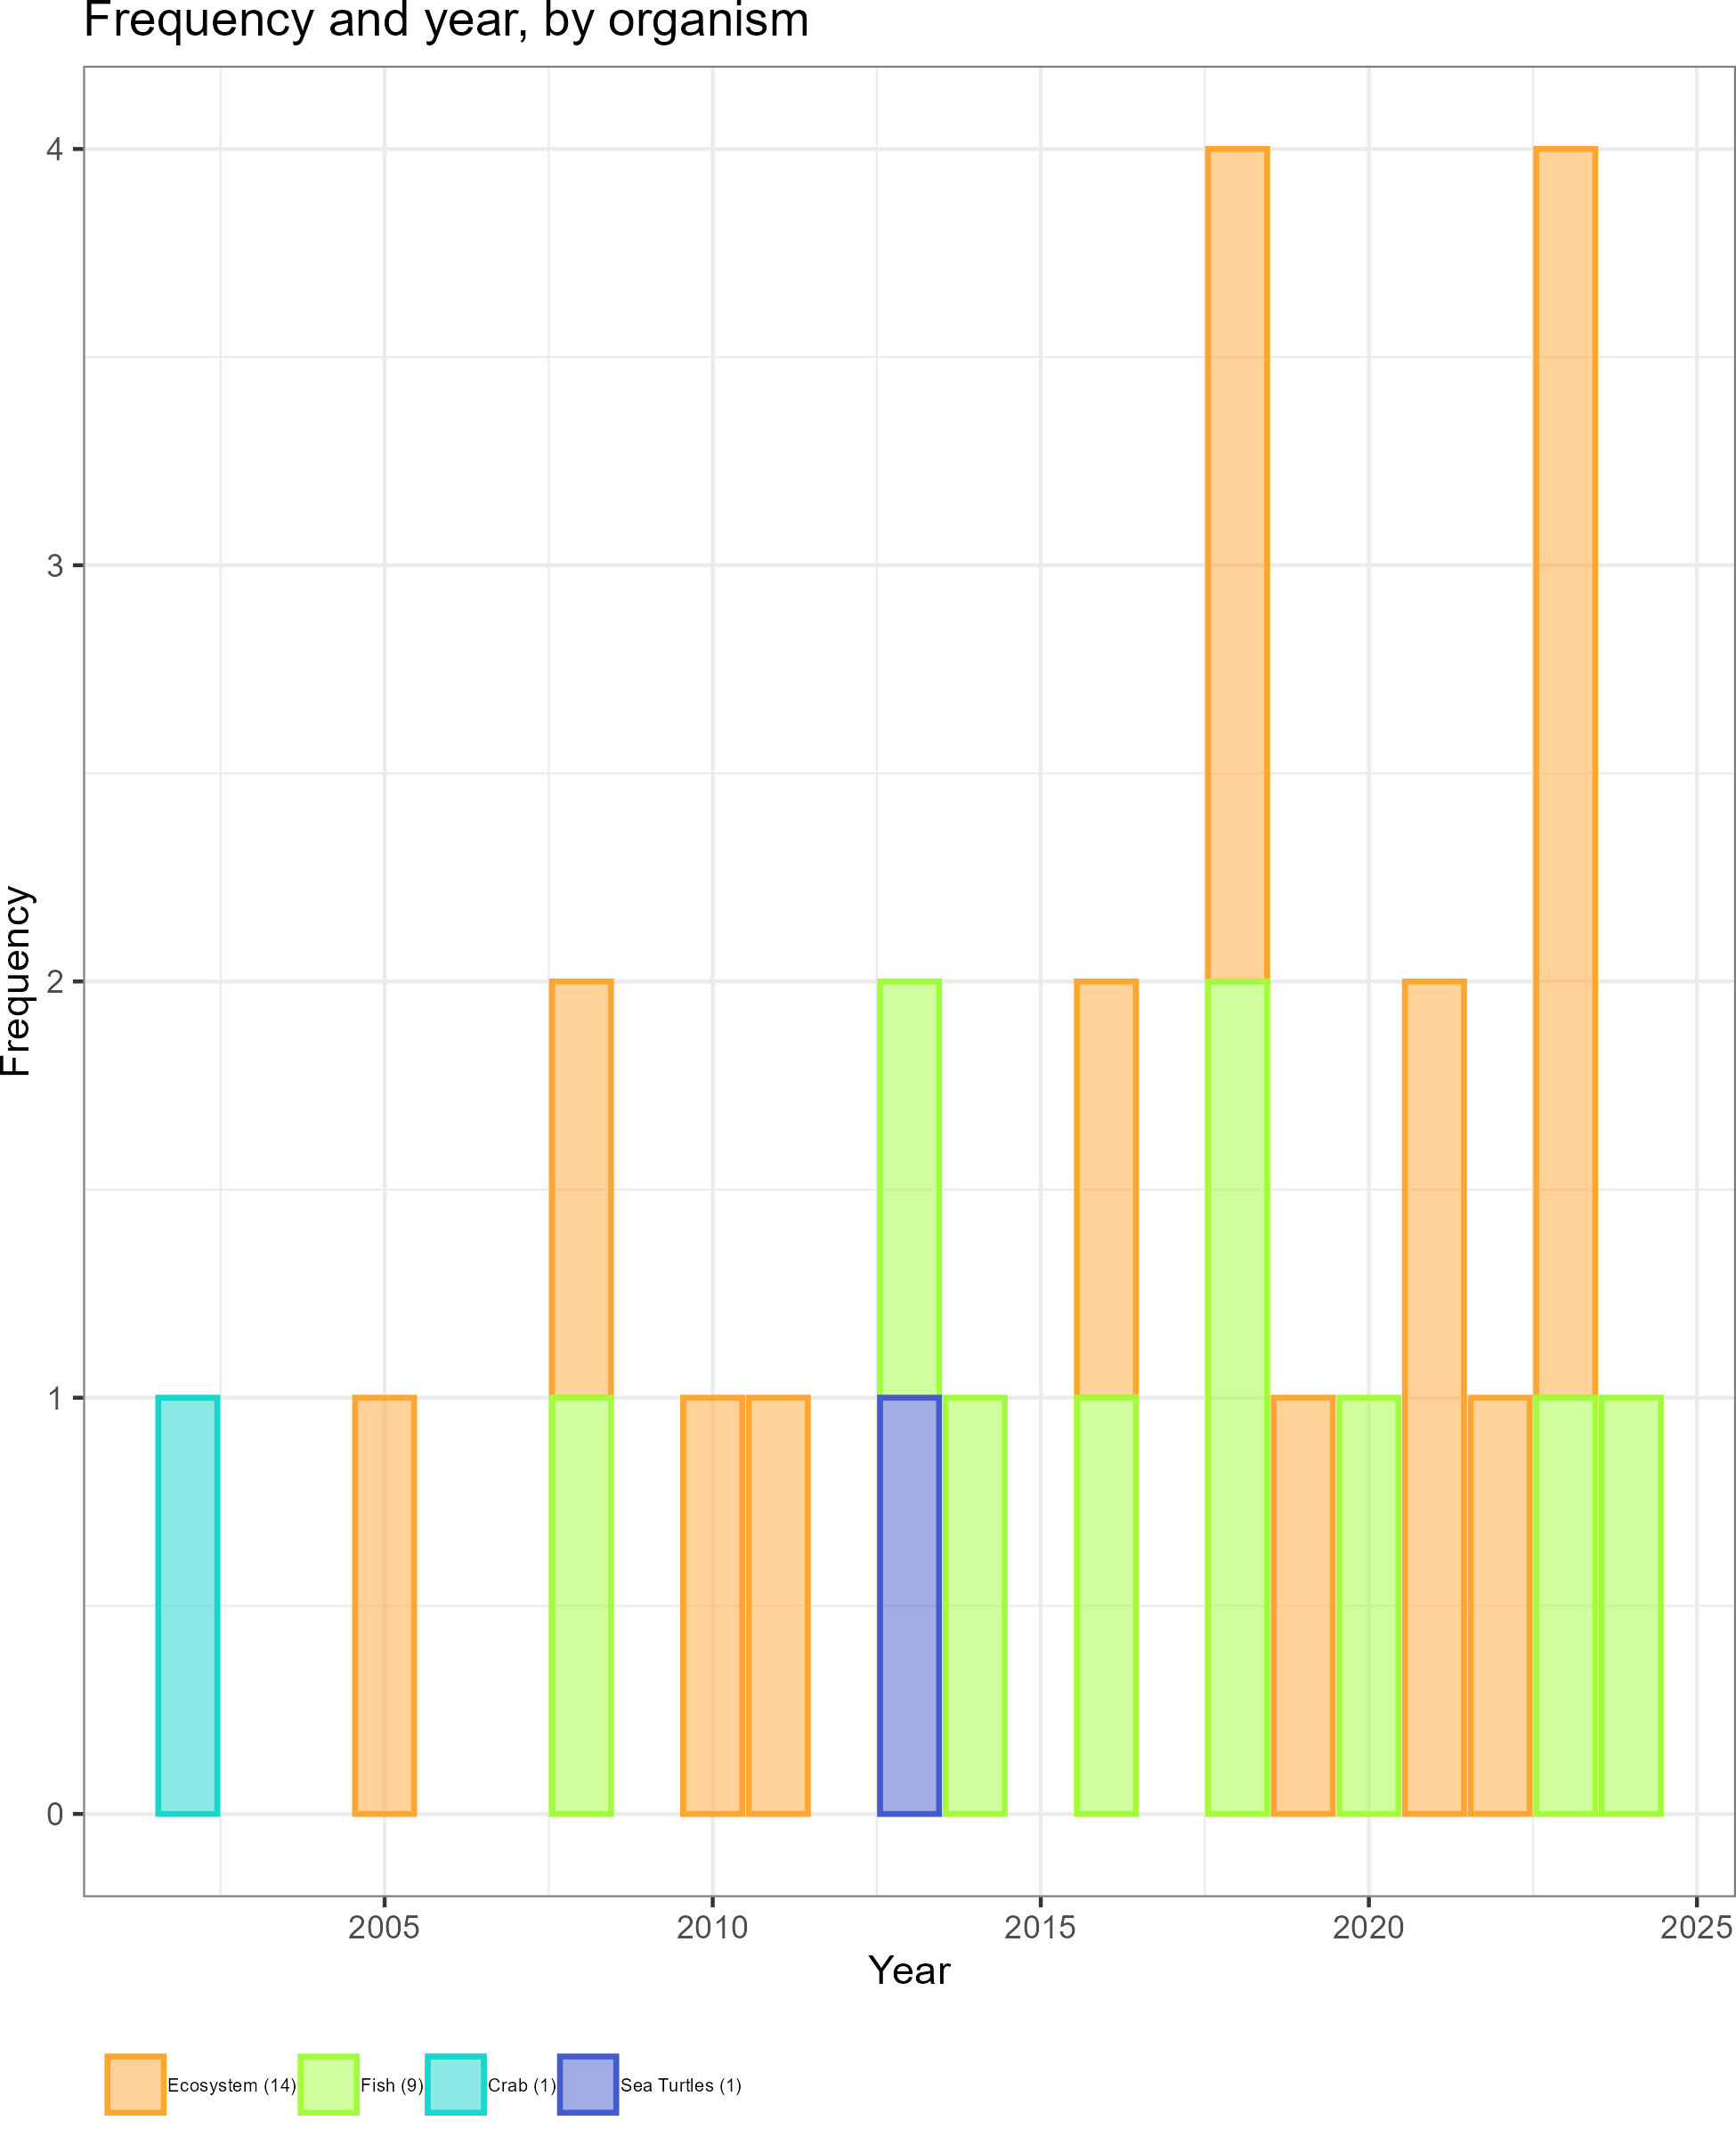 Frequency and year, by organism
4
3
2
1
0
Frequency
2005 2010 2015 2020 2025
Year
Ecosystem (14) Fish (9) Crab (1) Sea Turtles (1)